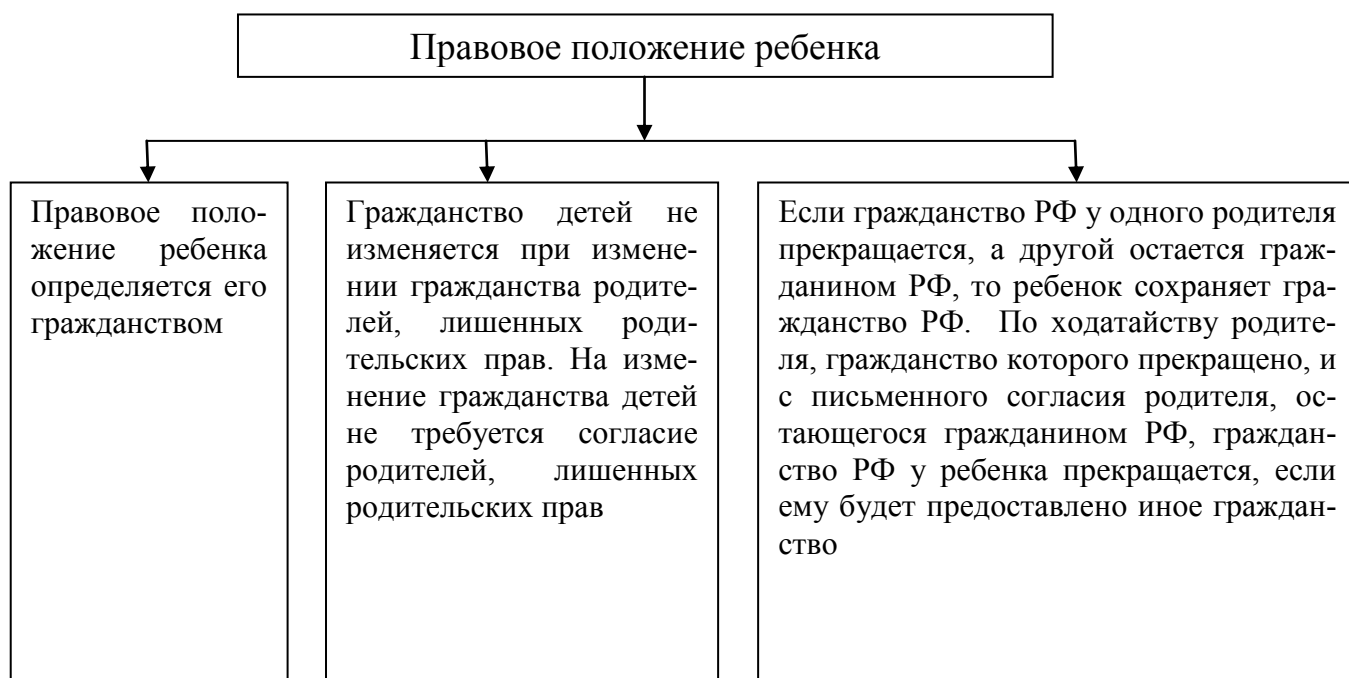 Правовое положение ребенка
Правовое поло-
жение ребенка
определяется его
гражданством
Гражданство детей не
изменяется при измене-
нии гражданства родите-
лей, лишенных роди-
тельских прав. На изме-
нение гражданства детей
не требуется согласие
родителей, лишенных
родительских прав
Если гражданство РФ у одного родителя
прекращается, а другой остается граж-
данином РФ, то ребенок сохраняет гра-
жданство РФ. По ходатайству родите-
ля, гражданство которого прекращено, и
с письменного согласия родителя, ос-
тающегося гражданином РФ, граждан-
ство РФ у ребенка прекращается, если
ему будет предоставлено иное граждан-
ство